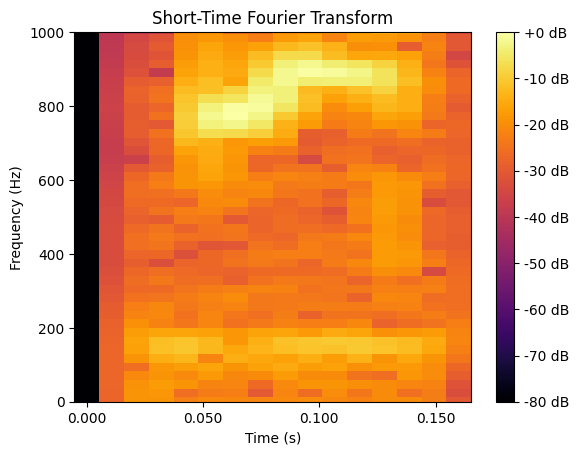 Short-Time Fourier Transform
1000
800
600
400
200
0
Frequency (Hz)
0.000
0.050
0.100
0.150
Time (s)
+0 dB
-10 dB
-20 dB
-30 dB
-40 dB
-50 dB
-60 dB
-70 dB
-80 dB